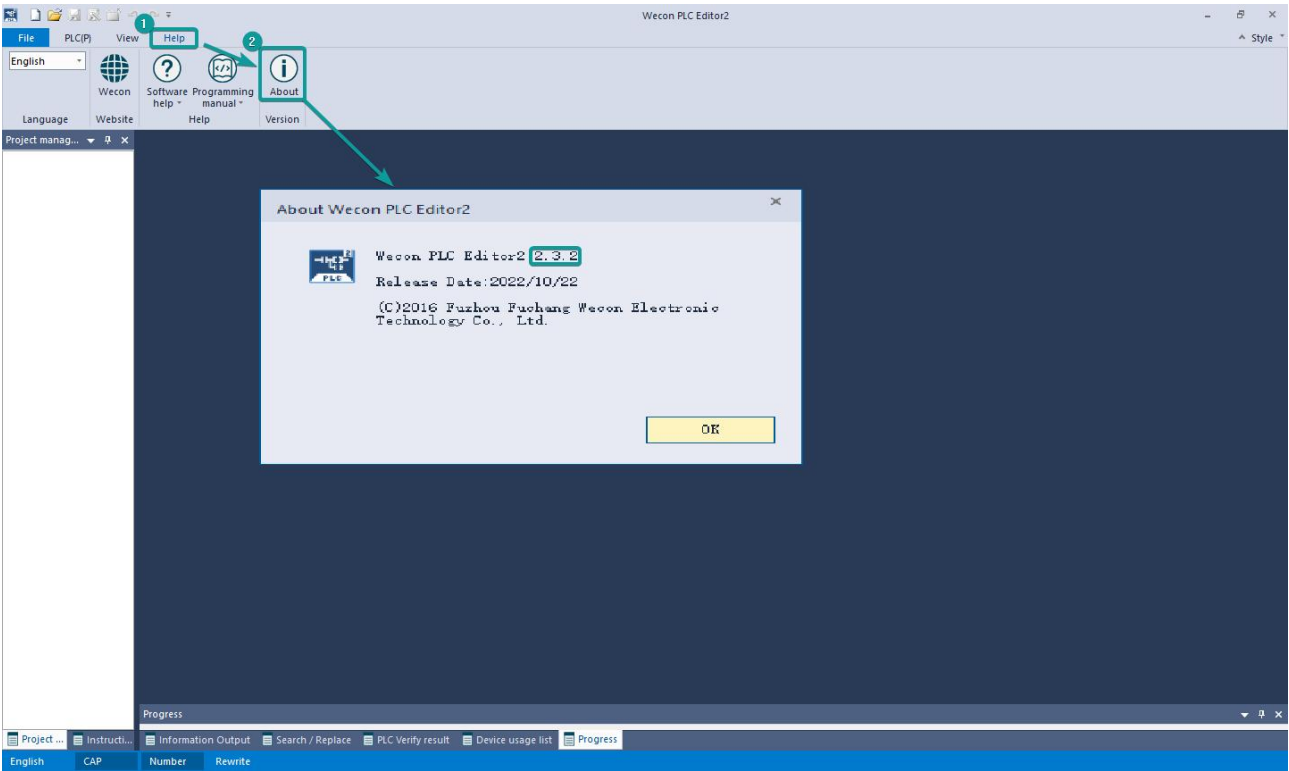 Wecon PLC Editor2
1
File PLC(P) View Help Style
2
English
Wecon Software help Programming manual About
Language Website Help Version
Project manag...
About Wecon PLC Editor2
PLC
Wecon PLC Editor2 2.3.2
Release Date:2022/10/22
(C)2016 Fuzhou Fuchang Wecon Electronic
Technology Co., Ltd.
OK
Progress
Project ... Instructi... Information Output Search / Replace PLC Verify result Device usage list Progress
English CAP Number Rewrite